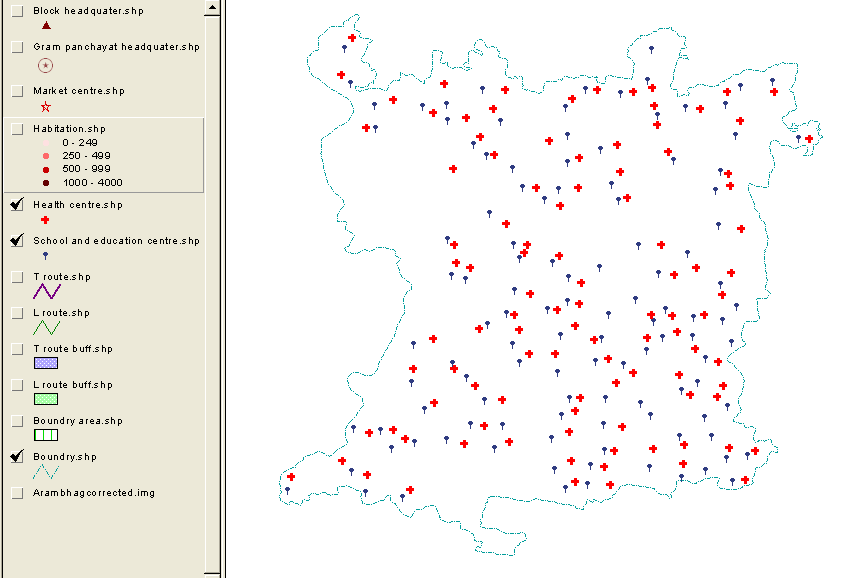 Block headquater.shp
Gram panchayat headquater.shp
Market centre.shp
Habitation.shp
0 - 249
250 - 499
500 - 999
1000 - 4000
Health centre.shp
School and education centre.shp
T route.shp
L route.shp
T route buff.shp
L route buff.shp
Boundry area.shp
Boundry.shp
Arambhagcorrected.img